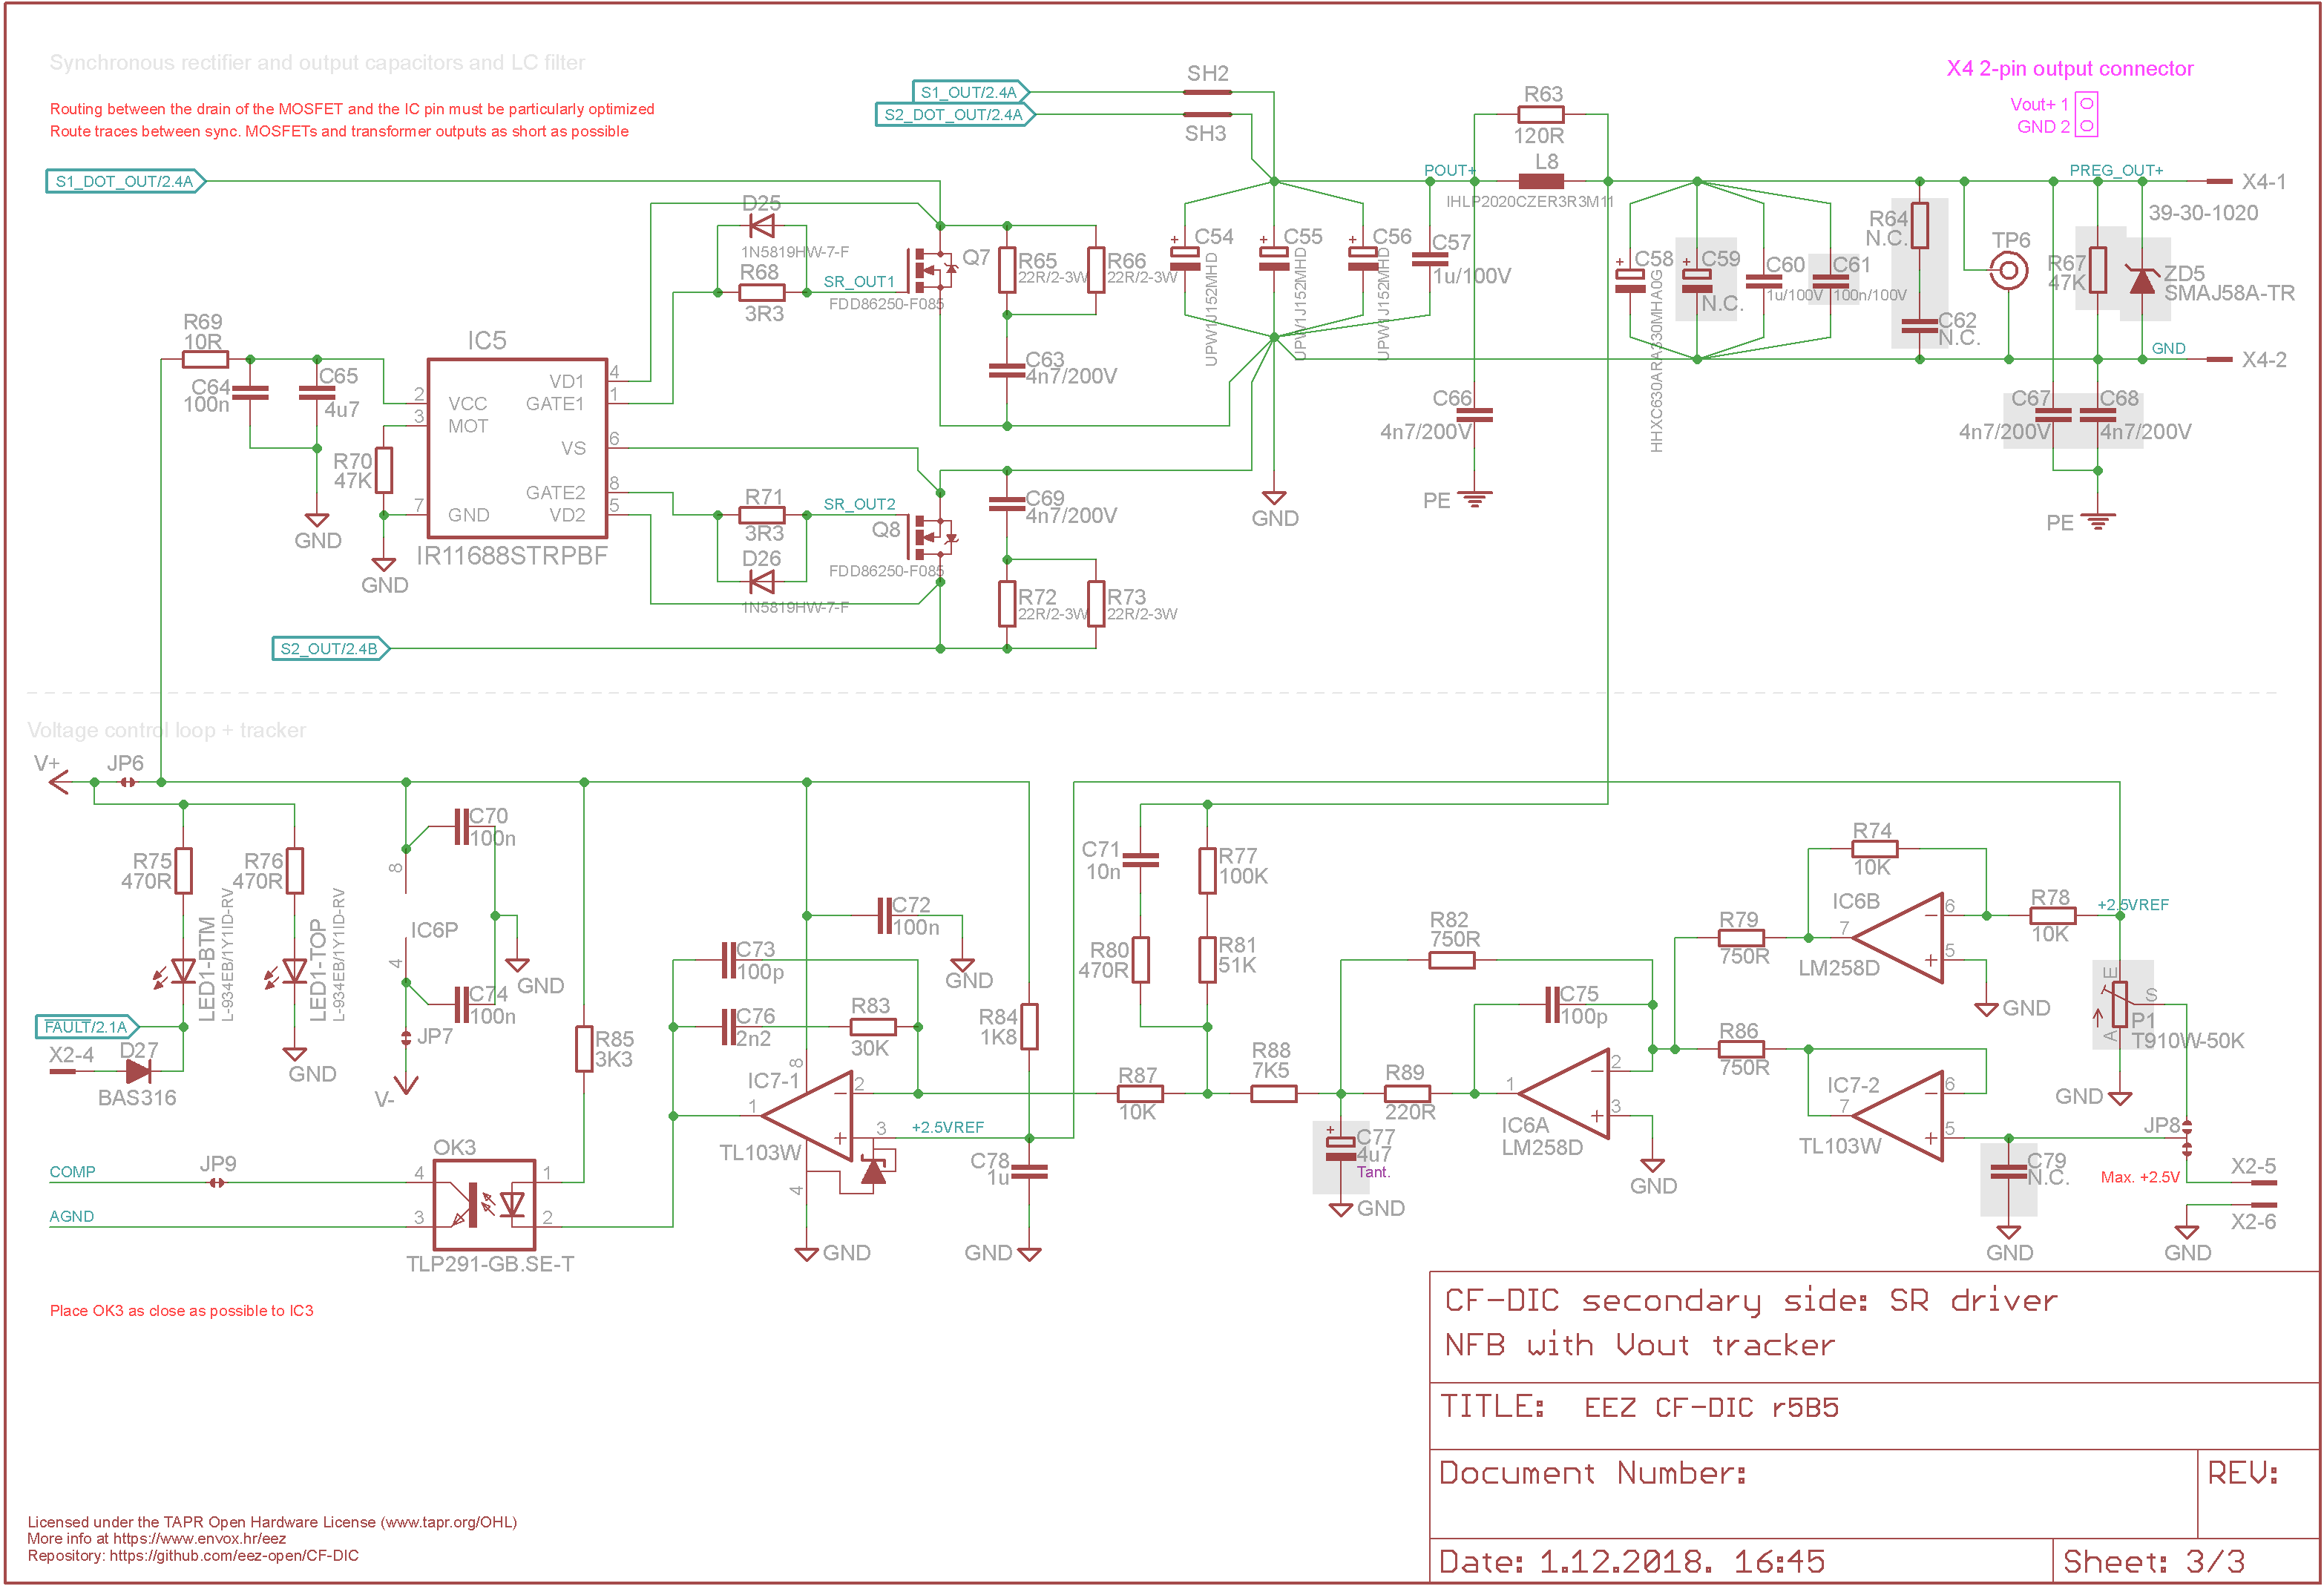 Synchronous rectifier and output capacitors and LC filter
Routing between the drain of the MOSFET and the IC pin must be particularly optimized
Route traces between sync. MOSFETs and transformer outputs as short as possible
S1_OUT/2.4A
S2_DOT_OUT/2.4A
SH2
SH3
R63
120R
L8
IHLP2020CZER3R3M11
X4 2-pin output connector
Vout+ 1
GND 2
S1_DOT_OUT/2.4A
POUT+
PREG_OUT+
X4-1
39-30-1020
D25
1N5819HW-7-F
R68
3R3
SR_OUT1
Q7
FDD86250-F085
R65
22R/2-3W
R66
22R/2-3W
C54
UPW1J152MHD
C55
UPW1J152MHD
C56
UPW1J152MHD
C57
1u/100V
C58
HHXC630ARA330MHA0G
C59
N.C.
C60
1u/100V
C61
100n/100V
R64
N.C.
C62
N.C.
TP6
R67
47K
ZD5
SMAJ58A-TR
GND
X4-2
R69
10R
C64
100n
C65
4u7
GND
R70
47K
GND
IC5
2
3
7
VCC
MOT
GND
VD1
GATE1
VS
GATE2
VD2
4
1
6
8
5
IR11688STRPBF
C63
4n7/200V
C66
4n7/200V
PE
C67
4n7/200V
C68
4n7/200V
PE
GND
R71
3R3
SR_OUT2
D26
1N5819HW-7-F
Q8
FDD86250-F085
C69
4n7/200V
R72
22R/2-3W
R73
22R/2-3W
S2_OUT/2.4B
Voltage control loop + tracker
V+
JP6
R75
470R
R76
470R
LED1-BTM
L-934EB/1Y1ID-RV
LED1-TOP
L-934EB/1Y1ID-RV
GND
FAULT/2.1A
X2-4
D27
BAS316
C70
100n
8
IC6P
4
C74
100n
GND
JP7
V-
R85
3K3
C72
100n
GND
C73
100p
C76
2n2
R83
30K
R84
1K8
IC7-1
8
1
2
3
4
TL103W
+2.5VREF
C78
1u
GND
GND
C71
10n
R77
100K
R80
470R
R81
51K
R87
10K
R88
7K5
R82
750R
C75
100p
R89
220R
C77
4u7
Tant.
GND
IC6A
LM258D
1
2
3
GND
R74
10K
IC6B
LM258D
7
6
5
GND
R79
750R
R86
750R
R78
10K
+2.5VREF
IC7-2
TL103W
7
6
5
E
S
A
P1
T910W-50K
GND
JP8
C79
N.C.
GND
Max. +2.5V
X2-5
X2-6
GND
COMP
JP9
AGND
OK3
4
3
1
2
TLP291-GB.SE-T
Place OK3 as close as possible to IC3
CF-DIC secondary side: SR driver
NFB with Vout tracker
TITLE: EEZ CF-DIC r5B5
Document Number:
REV:
Date: 1.12.2018. 16:45
Sheet: 3/3
Licensed under the TAPR Open Hardware License (www.tapr.org/OHL)
More info at https://www.envox.hr/eez
Repository: https://github.com/eez-open/CF-DIC